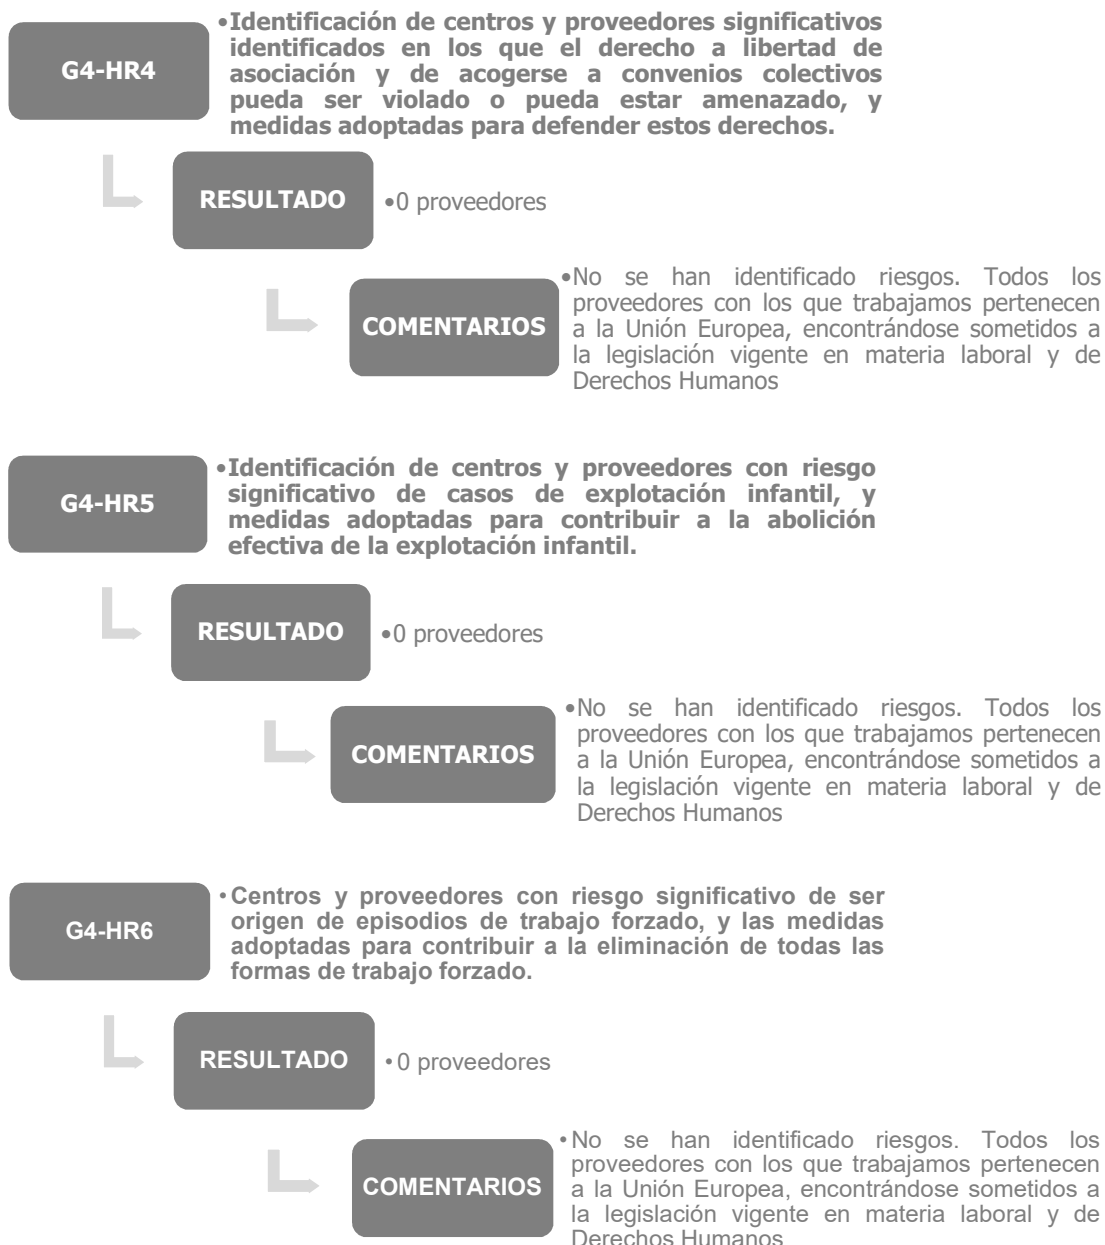 G4-HR4
•Identificación de centros y proveedores significativos
identificados en los que el derecho a libertad de
asociación y de acogerse a convenios colectivos
pueda ser violado o pueda estar amenazado, y
medidas adoptadas para defender estos derechos.
RESULTADO
•0 proveedores
COMENTARIOS
•No se han identificado riesgos. Todos los
proveedores con los que trabajamos pertenecen
a la Unión Europea, encontrándose sometidos a
la legislación vigente en materia laboral y de
Derechos Humanos
G4-HR5
•Identificación de centros y proveedores con riesgo
significativo de casos de explotación infantil, y
medidas adoptadas para contribuir a la abolición
efectiva de la explotación infantil.
RESULTADO
•0 proveedores
COMENTARIOS
•No se han identificado riesgos. Todos los
proveedores con los que trabajamos pertenecen
a la Unión Europea, encontrándose sometidos a
la legislación vigente en materia laboral y de
Derechos Humanos
G4-HR6
•Centros y proveedores con riesgo significativo de ser
origen de episodios de trabajo forzado, y las medidas
adoptadas para contribuir a la eliminación de todas las
formas de trabajo forzado.
RESULTADO
•0 proveedores
COMENTARIOS
•No se han identificado riesgos. Todos los
proveedores con los que trabajamos pertenecen
a la Unión Europea, encontrándose sometidos a
la legislación vigente en materia laboral y de
Derechos Humanos